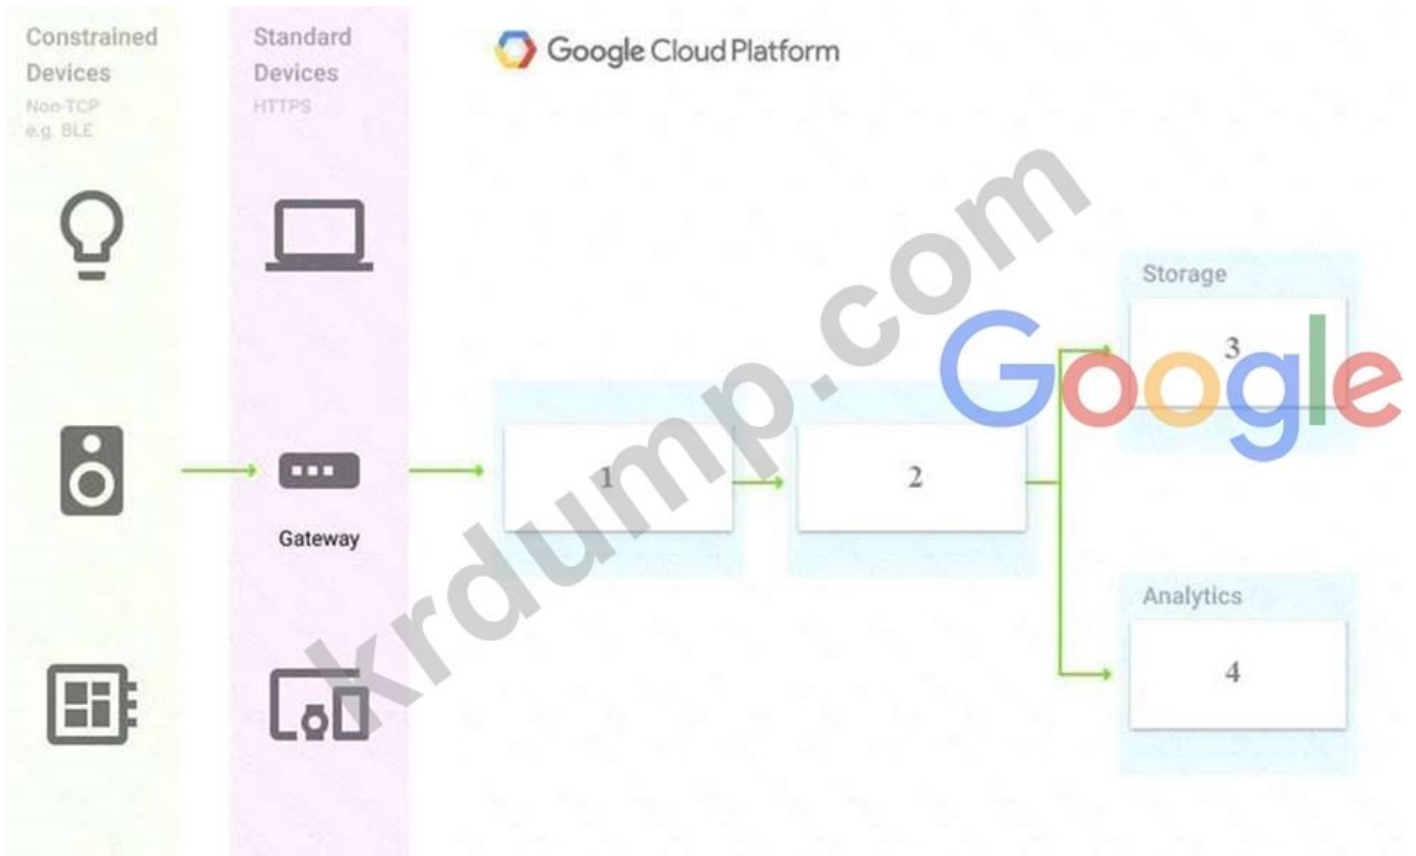 Constrained
Devices
Non-TCP
e.g. BLE
Standard
Devices
HTTPS
Google Cloud Platform
Gateway
1
2
Storage
3
Analytics
4
Google
krdump.com